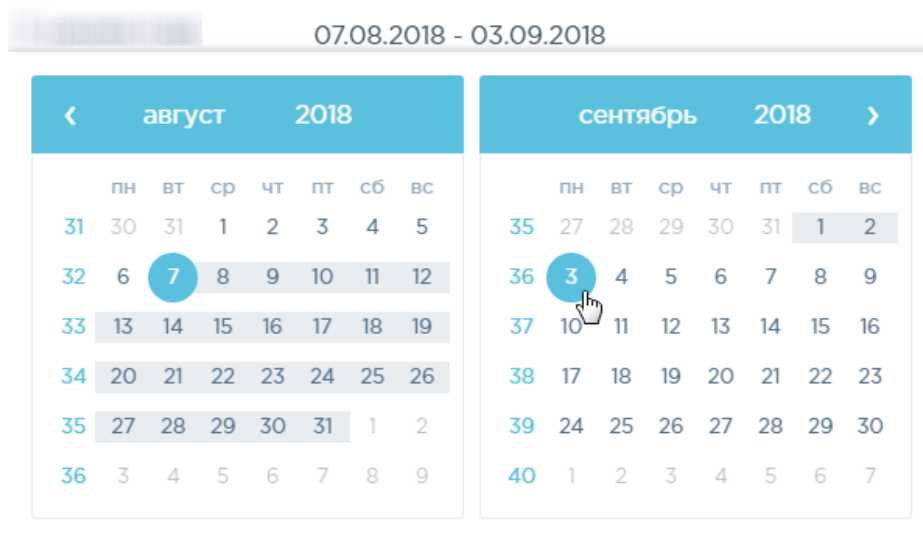 07.08.2018 - 03.09.2018
август 2018
пн вт ср чт пт сб вс
31 30 31 1 2 3 4 5
32 6 7 8 9 10 11 12
33 13 14 15 16 17 18 19
34 20 21 22 23 24 25 26
35 27 28 29 30 31 1 2
36 3 4 5 6 7 8 9
сентябрь 2018
пн вт ср чт пт сб вс
35 27 28 29 30 31 1 2
36 3 4 5 6 7 8 9
37 10 11 12 13 14 15 16
38 17 18 19 20 21 22 23
39 24 25 26 27 28 29 30
40 1 2 3 4 5 6 7